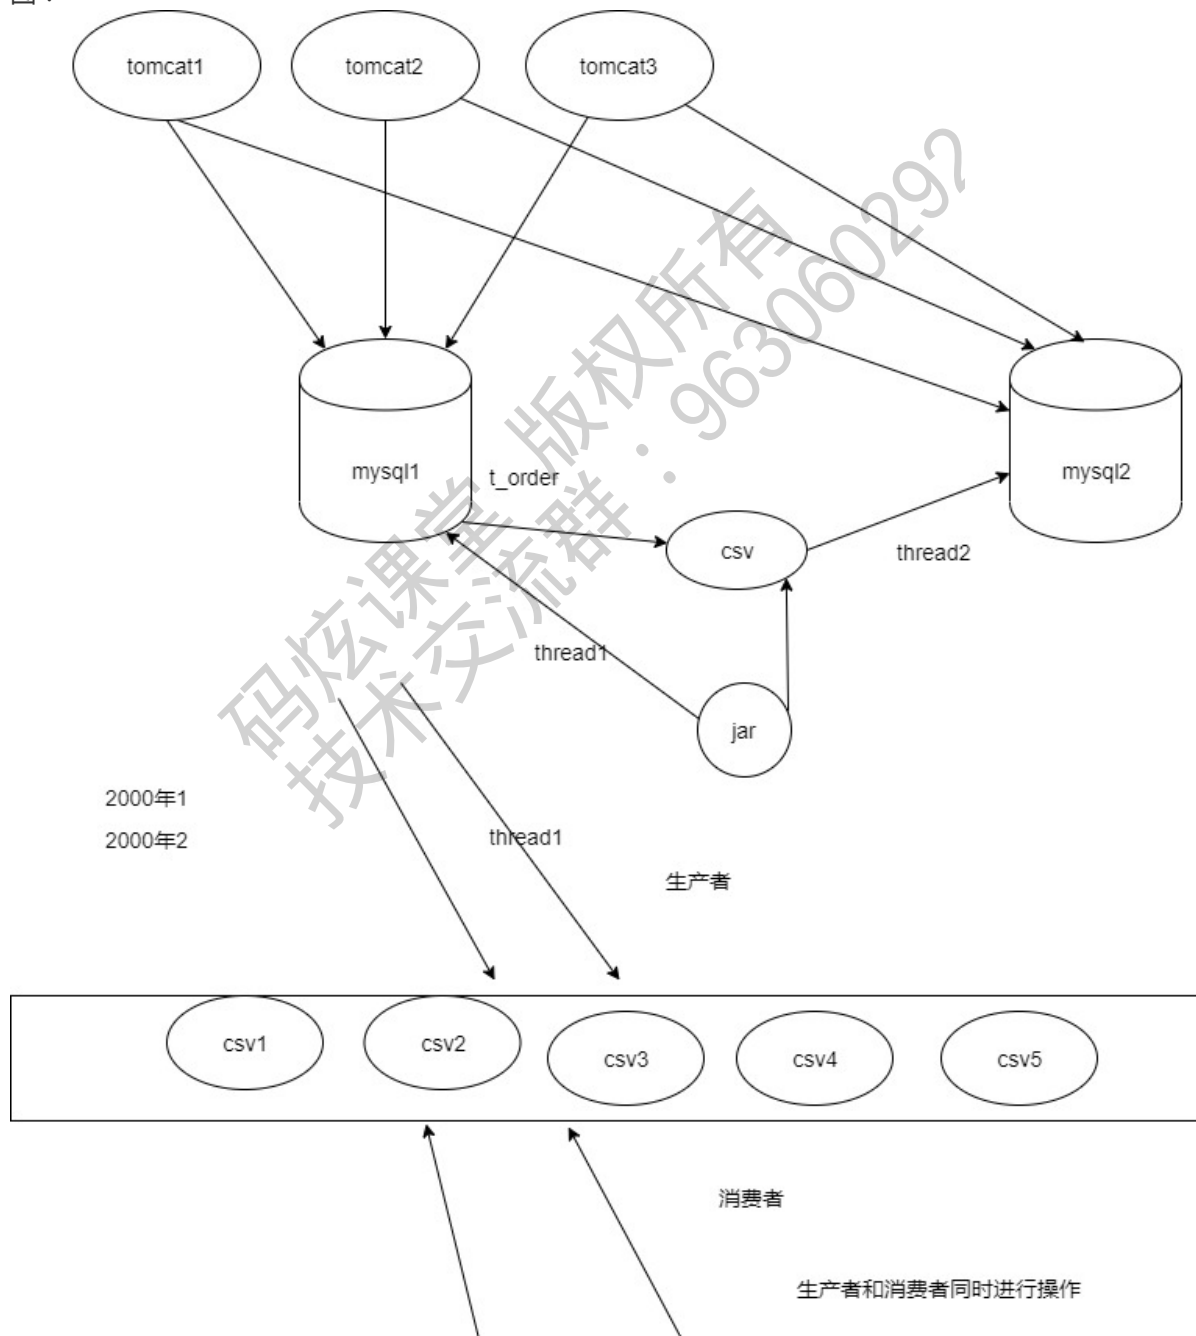 tomcat1
tomcat2
tomcat3
mysql1
t_order
mysql2
csv
thread2
thread1
jar
2000年1
2000年2
thread1
生产者
csv1
csv2
csv3
csv4
csv5
消费者
生产者和消费者同时进行操作
码炫课堂 版权所有
技术交流群：963060292